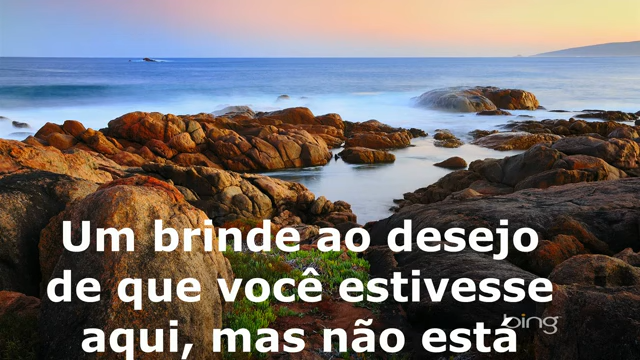 Um brinde ao desejo
de que você estivesse
aqui, mas não está
bing